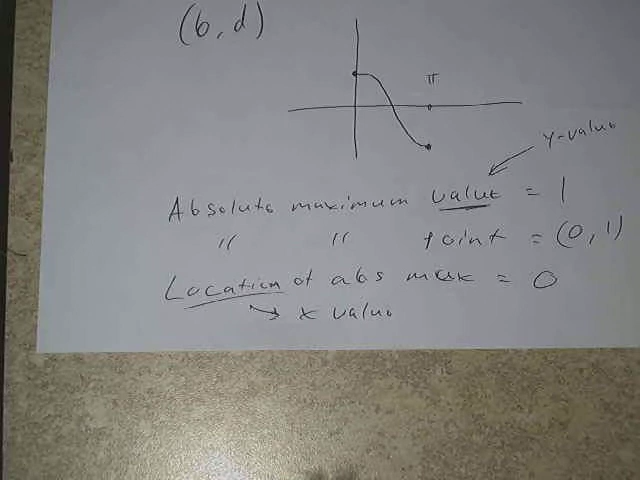 (b, d)
π
y-value
Absolute maximum value = 1
" " point = (0, 1)
Location of abs max = 0
x value